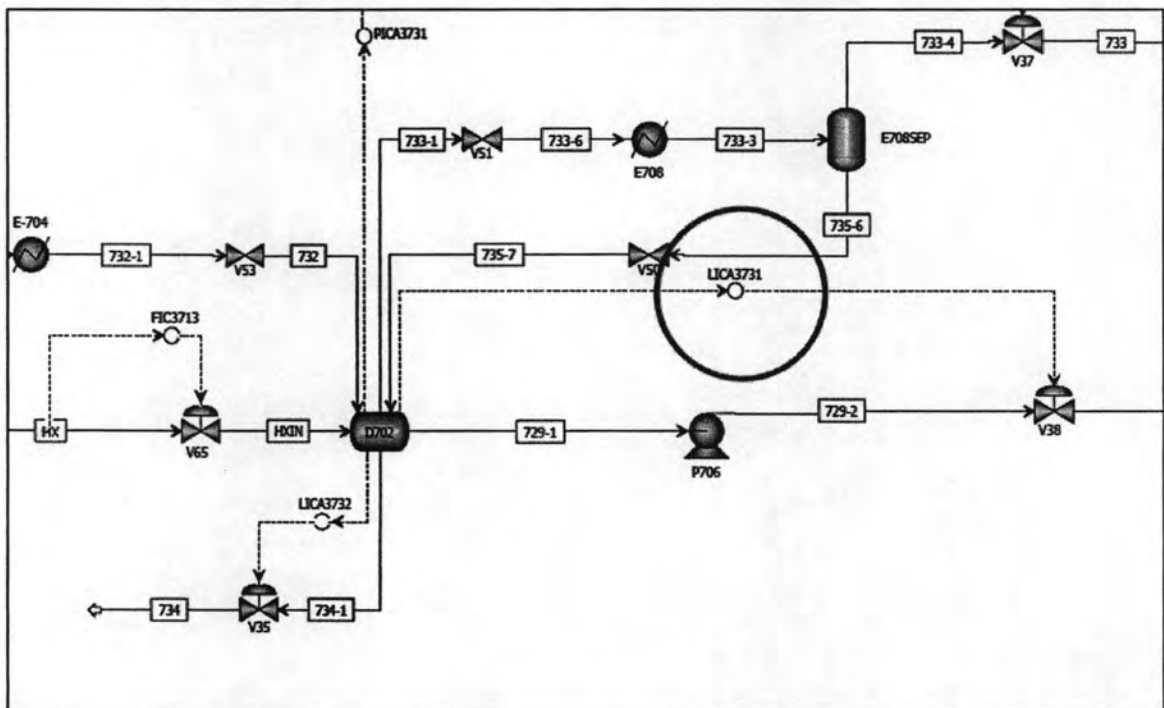 PICA3731
733-4
733
V37
733-1
V51
733-6
E708
733-3
E708SEP
E-704
732-1
V53
732
735-7
V50
735-6
LICA3731
FIC3713
HX
V65
HXIN
D702
729-1
P706
729-2
V38
LICA3732
734
V35
734-1